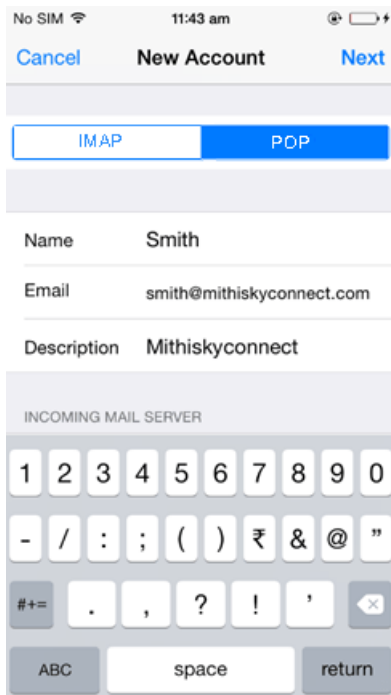 No SIM 11:43 am
Cancel New Account Next
IMAP POP
Name Smith
Email smith@mithiskyconnect.com
Description Mithiskyconnect
INCOMING MAIL SERVER
1 2 3 4 5 6 7 8 9 0
- / : ; ( ) ₹ & @ "
#+= . , ? ! '
ABC space return